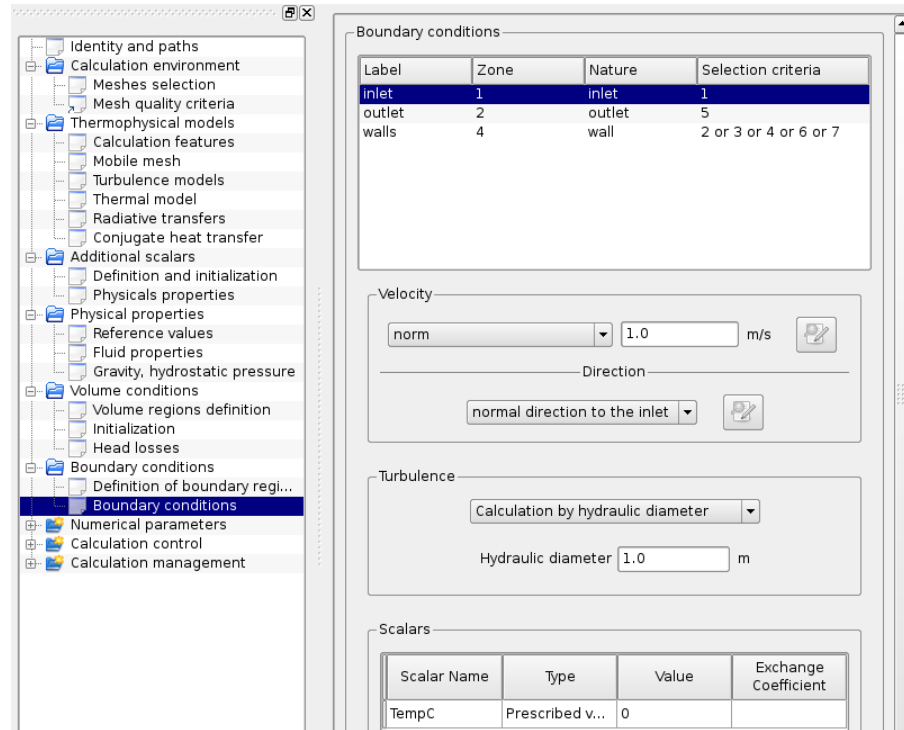 Identity and paths
Calculation environment
Meshes selection
Mesh quality criteria
Thermophysical models
Calculation features
Mobile mesh
Turbulence models
Thermal model
Radiative transfers
Conjugate heat transfer
Additional scalars
Definition and initialization
Physicals properties
Physical properties
Reference values
Fluid properties
Gravity, hydrostatic pressure
Volume conditions
Volume regions definition
Initialization
Head losses
Boundary conditions
Definition of boundary regi...
Boundary conditions
Numerical parameters
Calculation control
Calculation management
Boundary conditions
Label Zone Nature Selection criteria
inlet 1 inlet 1
outlet 2 outlet 5
walls 4 wall 2 or 3 or 4 or 6 or 7
Velocity
norm 1.0 m/s
Direction
normal direction to the inlet
Turbulence
Calculation by hydraulic diameter
Hydraulic diameter 1.0 m
Scalars
Scalar Name Type Value Exchange Coefficient
TempC Prescribed v... 0